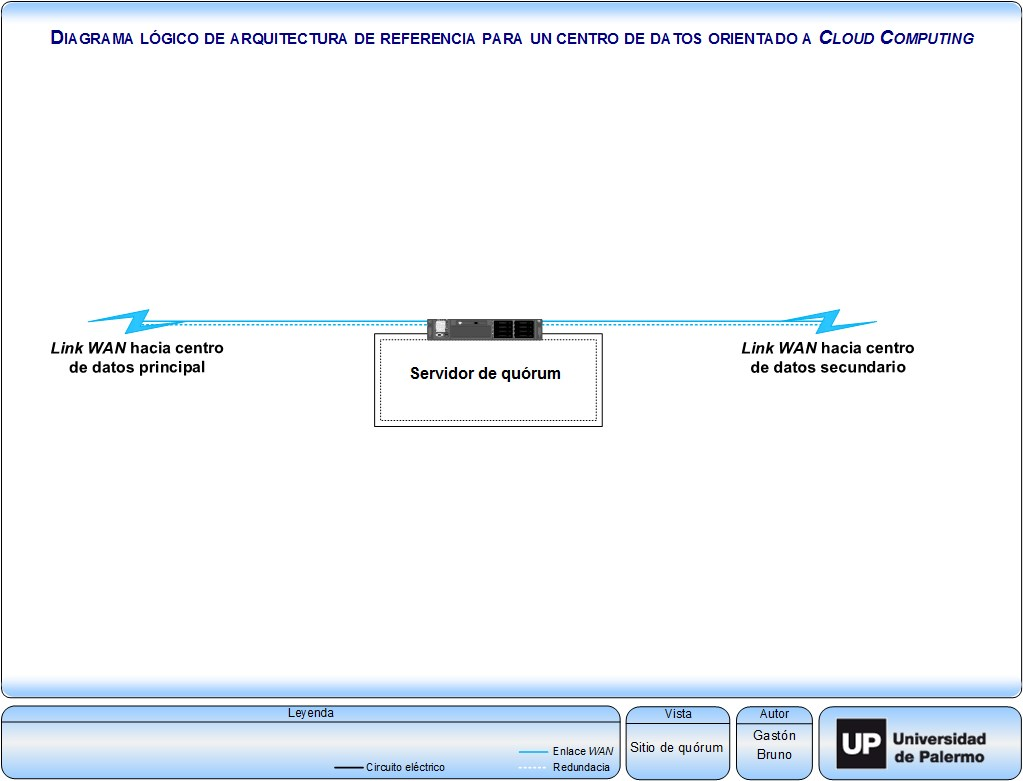 DIAGRAMA LÓGICO DE ARQUITECTURA DE REFERENCIA PARA UN CENTRO DE DATOS ORIENTADO A CLOUD COMPUTING
Link WAN hacia centro
de datos principal
Servidor de quórum
Link WAN hacia centro
de datos secundario
Leyenda
Enlace WAN
Circuito eléctrico
Redundacia
Vista
Sitio de quórum
Autor
Gastón
Bruno
UP
Universidad
de Palermo